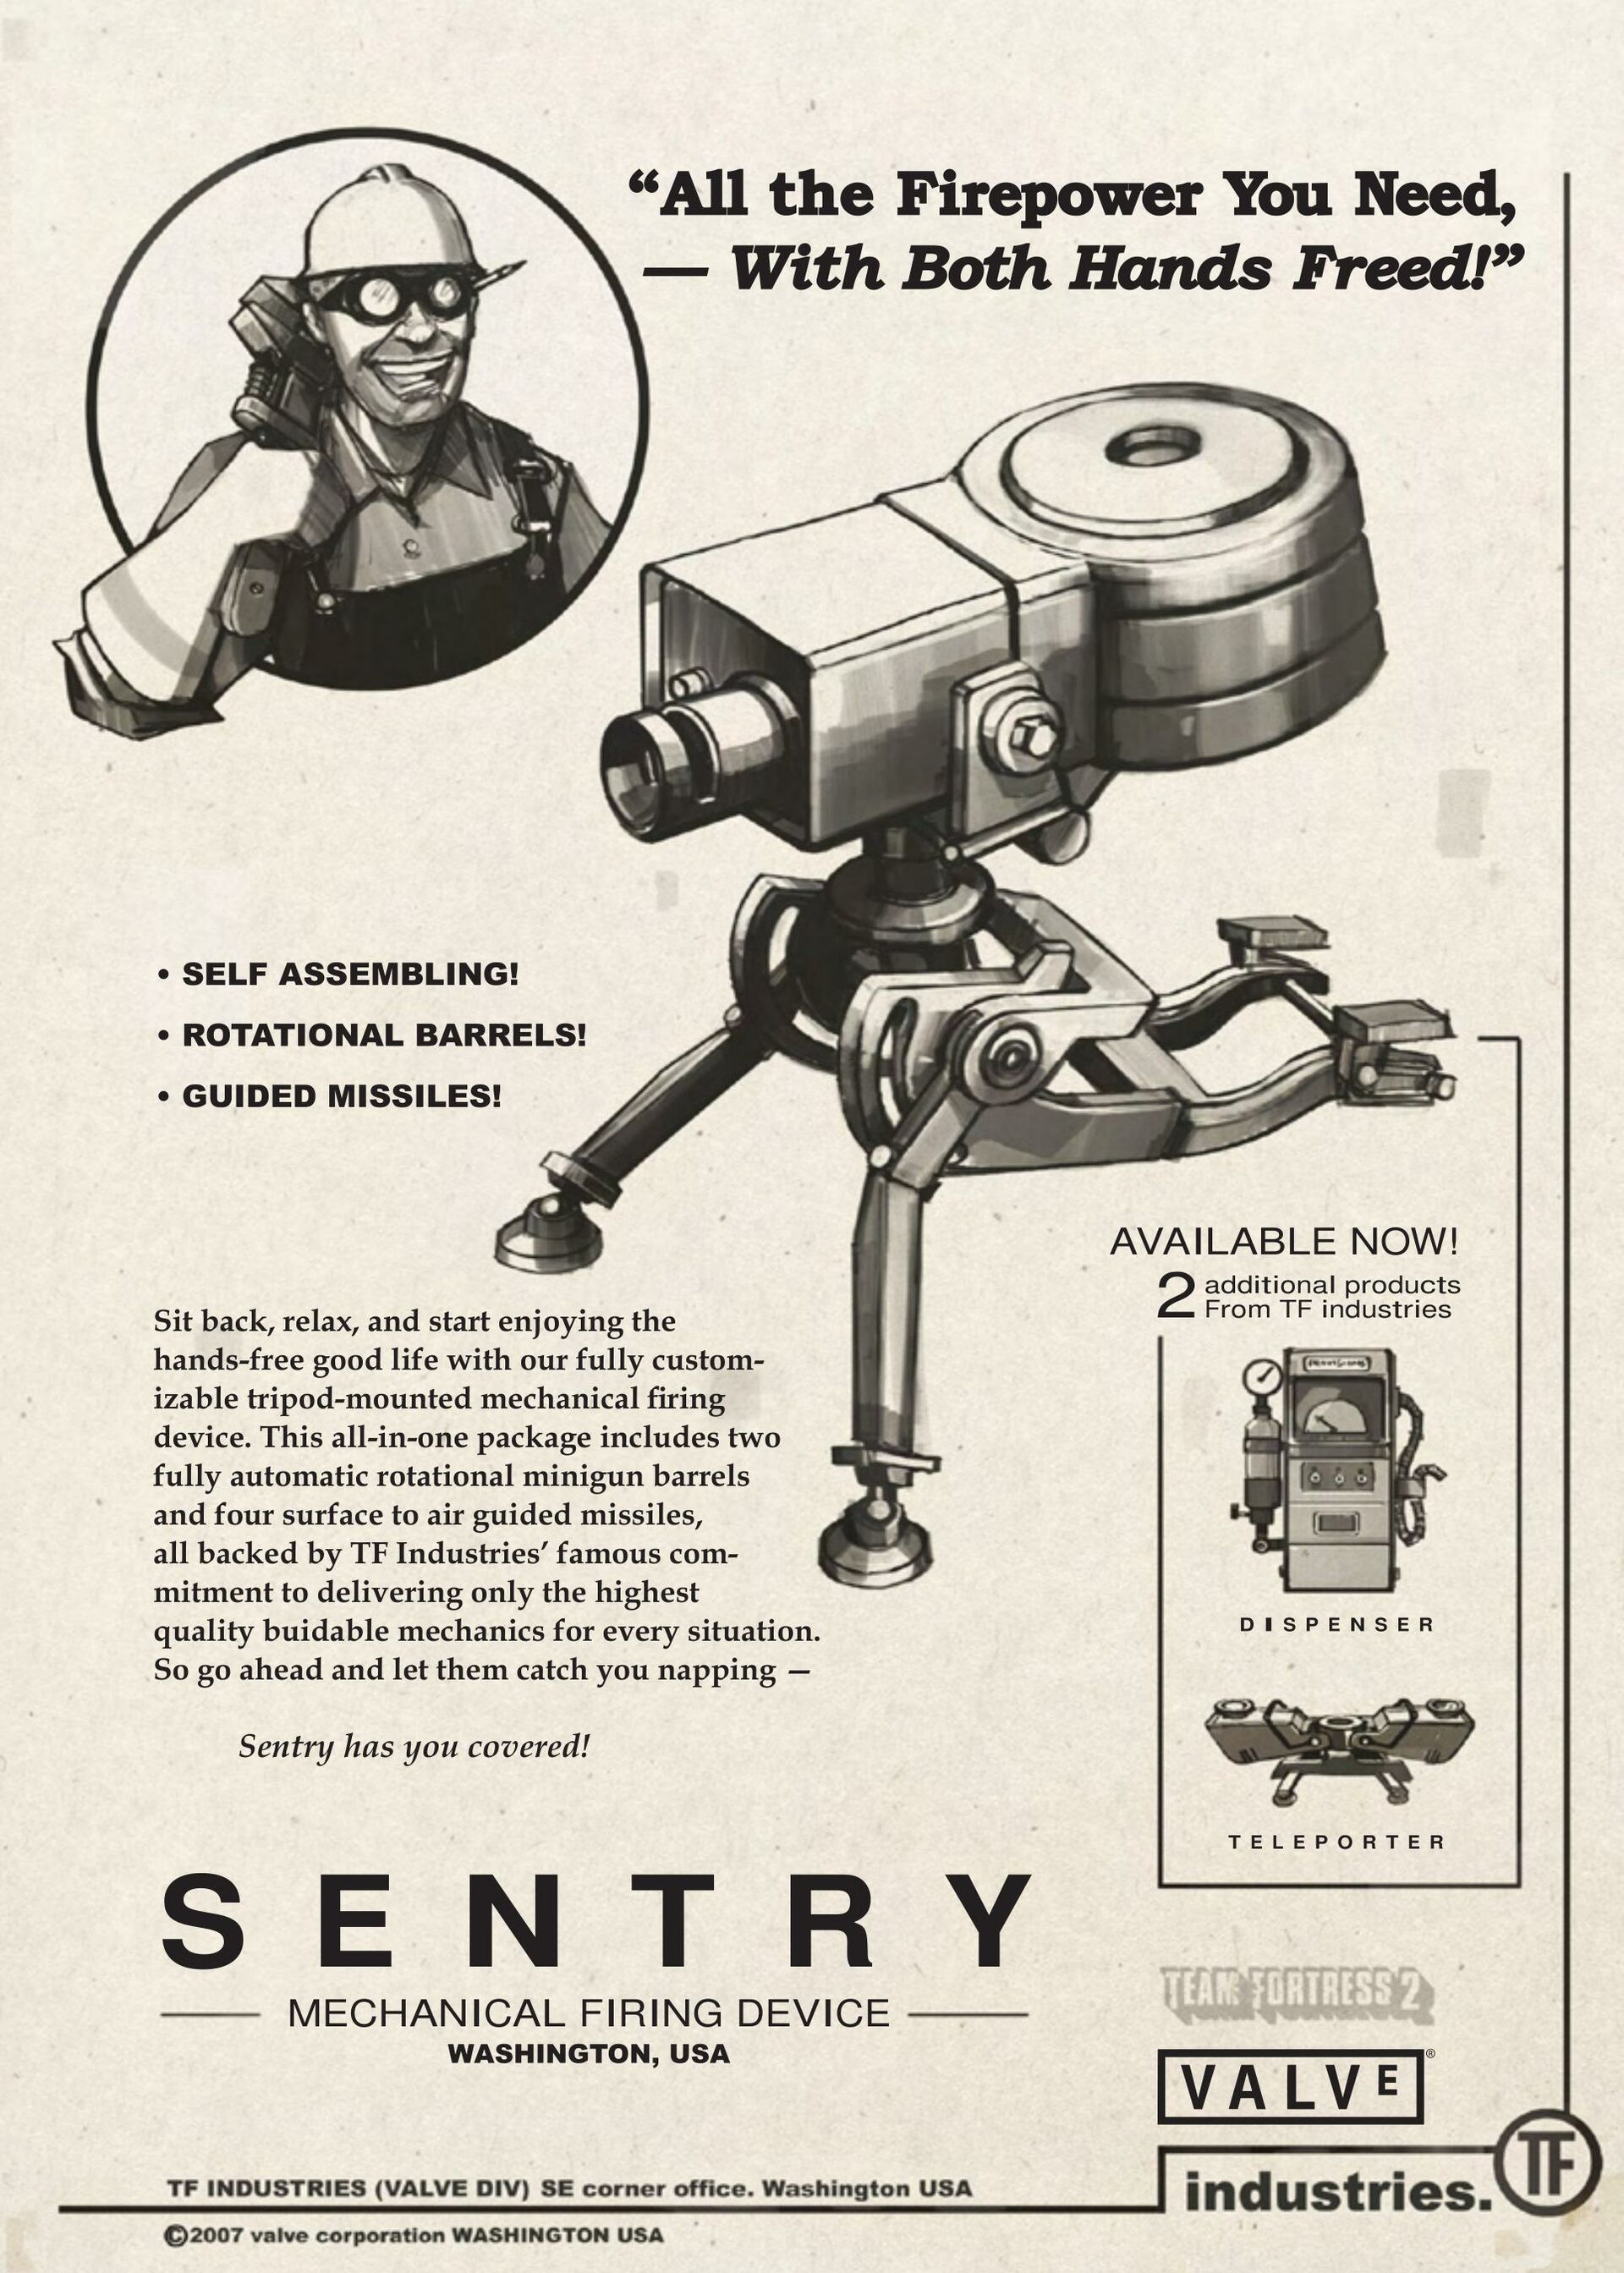 “All the Firepower You Need,
— With Both Hands Freed!”
• SELF ASSEMBLING!
• ROTATIONAL BARRELS!
• GUIDED MISSILES!
Sit back, relax, and start enjoying the
hands-free good life with our fully custom-
izable tripod-mounted mechanical firing
device. This all-in-one package includes two
fully automatic rotational minigun barrels
and four surface to air guided missiles,
all backed by TF Industries’ famous com-
mitment to delivering only the highest
quality buidable mechanics for every situation.
So go ahead and let them catch you napping —
Sentry has you covered!
AVAILABLE NOW!
2 additional products
From TF industries
DISPENSER
TELEPORTER
SENTRY
MECHANICAL FIRING DEVICE
WASHINGTON, USA
TEAM FORTRESS 2
VALVE®
industries. TF
TF INDUSTRIES (VALVE DIV) SE corner office. Washington USA
©2007 valve corporation WASHINGTON USA